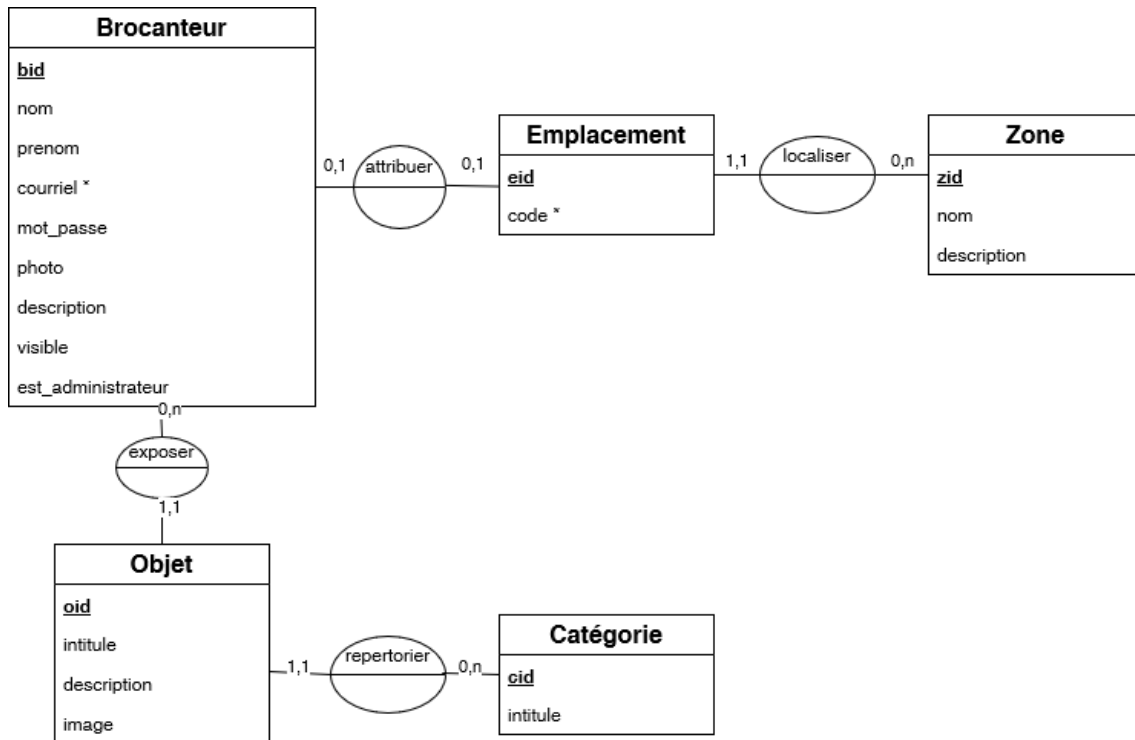 Brocanteur
bid
nom
prenom
courriel *
mot_passe
photo
description
visible
est_administrateur
0,1
attribuer
0,1
Emplacement
eid
code *
1,1
localiser
0,n
Zone
zid
nom
description
0,n
exposer
1,1
Objet
oid
intitule
description
image
1,1
repertorier
0,n
Catégorie
cid
intitule